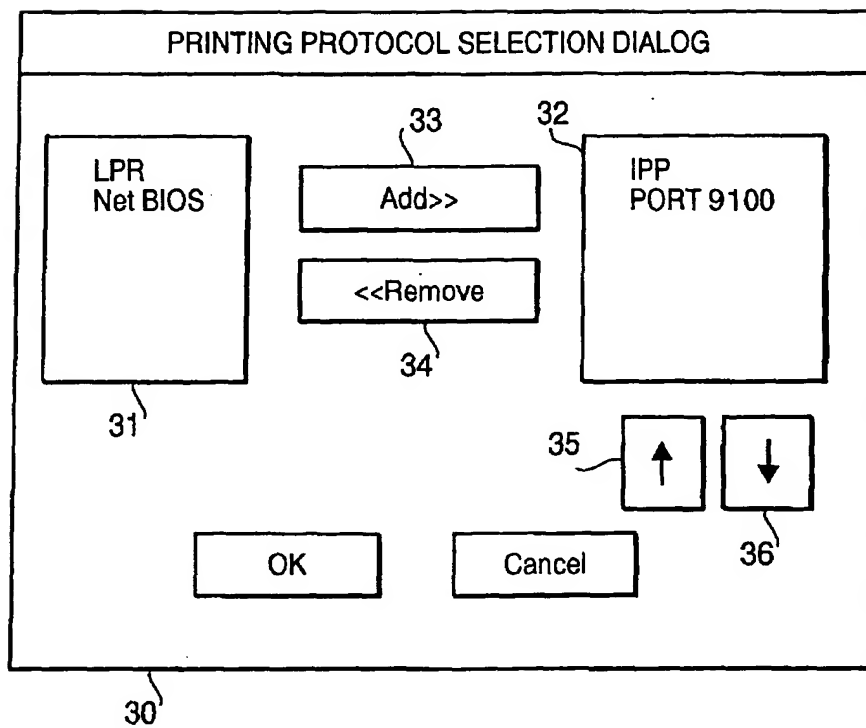 PRINTING PROTOCOL SELECTION DIALOG
33
32
LPR
Net BIOS
Add>>
IPP
PORT 9100
<<Remove
34
31
35
↑
↓
36
OK
Cancel
30